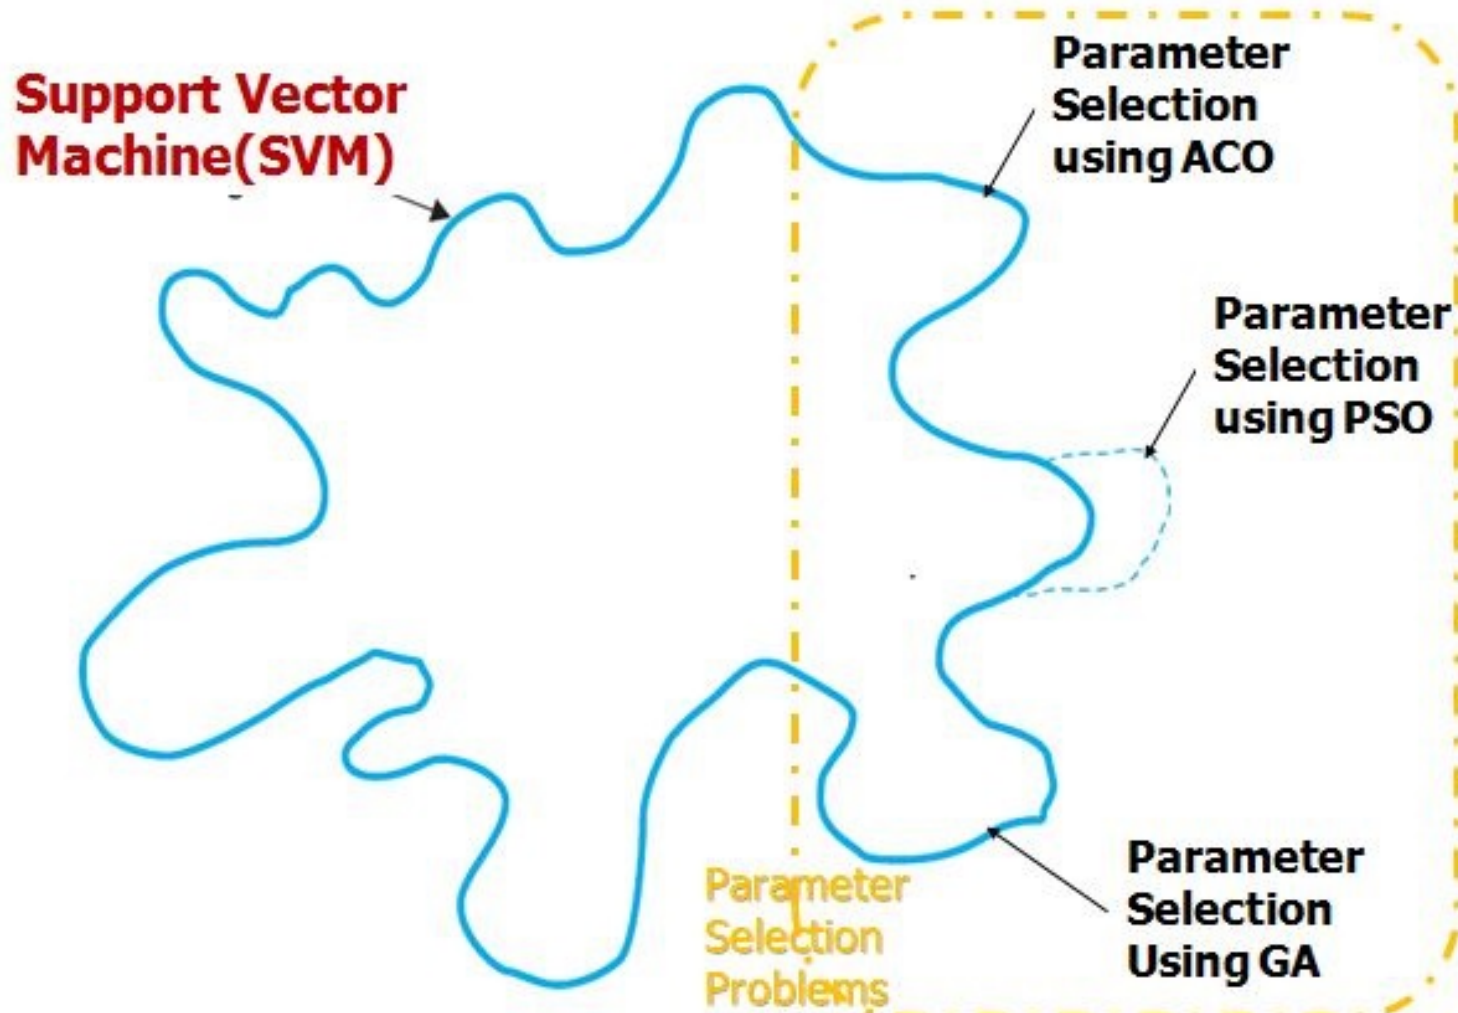 Support Vector
Machine(SVM)
Parameter
Selection
using ACO
Parameter
Selection
using PSO
Parameter
Selection
Using GA
Parameter
Selection
Problems